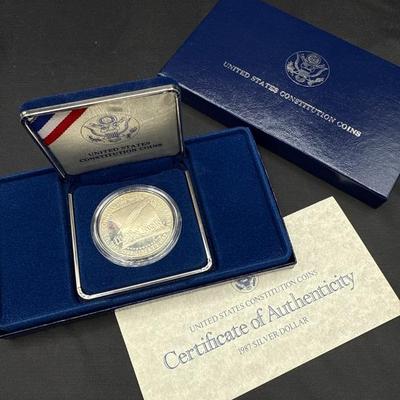 UNITED STATES CONSTITUTION COINS
UNITED STATES
CONSTITUTION COINS
UNITED STATES CONSTITUTION COINS
Certificate of Authenticity
1987 SILVER DOLLAR